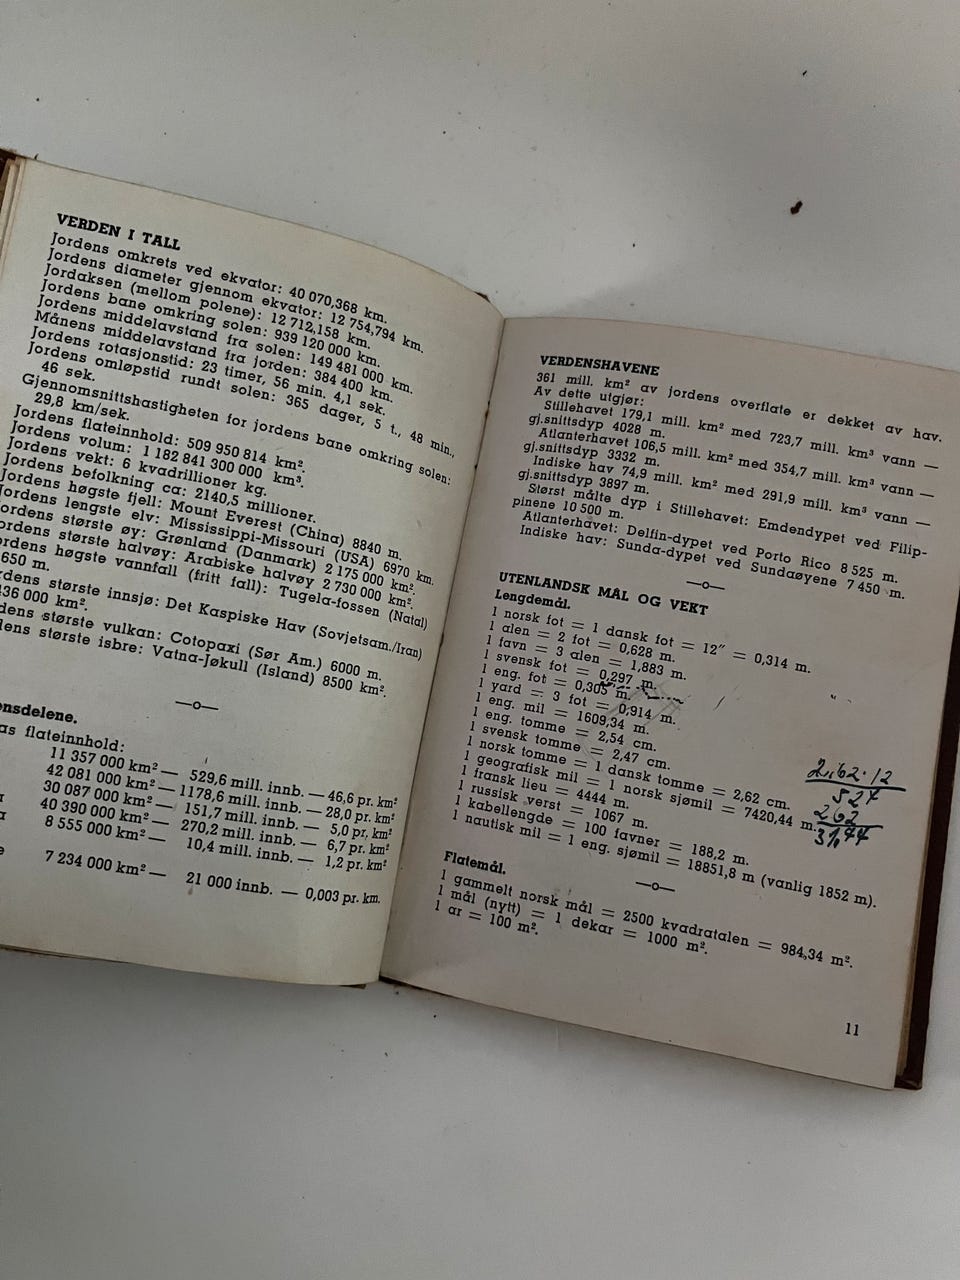 VERDEN I TALL
Jordens omkrets ved ekvator: 40 070,368 km.
Jordens diameter gjennom ekvator: 12 754,794 km.
Jordaksen (mellom polene): 12 712,158 km.
Jordens bane omkring solen: 939 120 000 km.
Jordens middelavstand fra solen: 149 481 000 km.
Månens middelavstand fra jorden: 384 400 km.
Jordens rotasjonstid: 23 timer, 56 min. 4,1 sek.
Jordens omløpstid rundt solen: 365 dager, 5 t., 48 min.,
46 sek.
Gjennomsnittshastigheten for jordens bane omkring solen:
29,8 km/sek.
Jordens flateinnhold: 509 950 814 km².
Jordens volum: 1 182 841 300 000 km³.
Jordens vekt: 6 kvadrillioner kg.
Jordens befolkning ca: 2140,5 millioner.
Jordens høgste fjell: Mount Everest (China) 8840 m.
Jordens lengste elv: Mississippi-Missouri (USA) 6970 km.
ordens største øy: Grønland (Danmark) 2 175 000 km².
ordens største halvøy: Arabiske halvøy 2 730 000 km².
ordens høgste vannfall (fritt fall): Tugela-fossen (Natal)
650 m.
rdens største innsjø: Det Kaspiske Hav (Sovjetsam./Iran)
436 000 km².
dens største vulkan: Cotopaxi (Sør Am.) 6000 m.
dens største isbre: Vatna-Jøkull (Island) 8500 km².
—o—
ensdelene.
as flateinnhold:
11 357 000 km² — 529,6 mill. innb. — 46,6 pr. km²
42 081 000 km² — 1178,6 mill. innb. — 28,0 pr. km²
30 087 000 km² — 151,7 mill. innb. — 5,0 pr. km²
40 390 000 km² — 270,2 mill. innb. — 6,7 pr. km²
8 555 000 km² — 10,4 mill. innb. — 1,2 pr. km²
7 234 000 km² — 21 000 innb. — 0,003 pr. km.
VERDENSHAVENE
361 mill. km² av jordens overflate er dekket av hav.
Av dette utgjør:
Stillehavet 179,1 mill. km² med 723,7 mill. km³ vann —
gj.snittsdyp 4028 m.
Atlanterhavet 106,5 mill. km² med 354,7 mill. km³ vann —
gj.snittsdyp 3332 m.
Indiske hav 74,9 mill. km² med 291,9 mill. km³ vann —
gj.snittsdyp 3897 m.
Størst målte dyp i Stillehavet: Emdendypet ved Filip-
pinene 10 500 m.
Atlanterhavet: Delfin-dypet ved Porto Rico 8 525 m.
Indiske hav: Sunda-dypet ved Sundaøyene 7 450 m.
—o—
UTENLANDSK MÅL OG VEKT
Lengdemål.
1 norsk fot = 1 dansk fot = 12″ = 0,314 m.
1 alen = 2 fot = 0,628 m.
1 favn = 3 alen = 1,883 m.
1 svensk fot = 0,297 m.
1 eng. fot = 0,305 m.
1 yard = 3 fot = 0,914 m.
1 eng. mil = 1609,34 m.
1 eng. tomme = 2,54 cm.
1 svensk tomme = 2,47 cm.
1 norsk tomme = 1 dansk tomme = 2,62 cm.
1 geografisk mil = 1 norsk sjømil = 7420,44 m.
1 fransk lieu = 4444 m.
1 russisk verst = 1067 m.
1 kabellengde = 100 favner = 188,2 m.
1 nautisk mil = 1 eng. sjømil = 18851,8 m (vanlig 1852 m).
2,62·12
524
262
31,44
—o—
Flatemål.
1 gammelt norsk mål = 2500 kvadratalen = 984,34 m².
1 mål (nytt) = 1 dekar = 1000 m².
1 ar = 100 m².
11